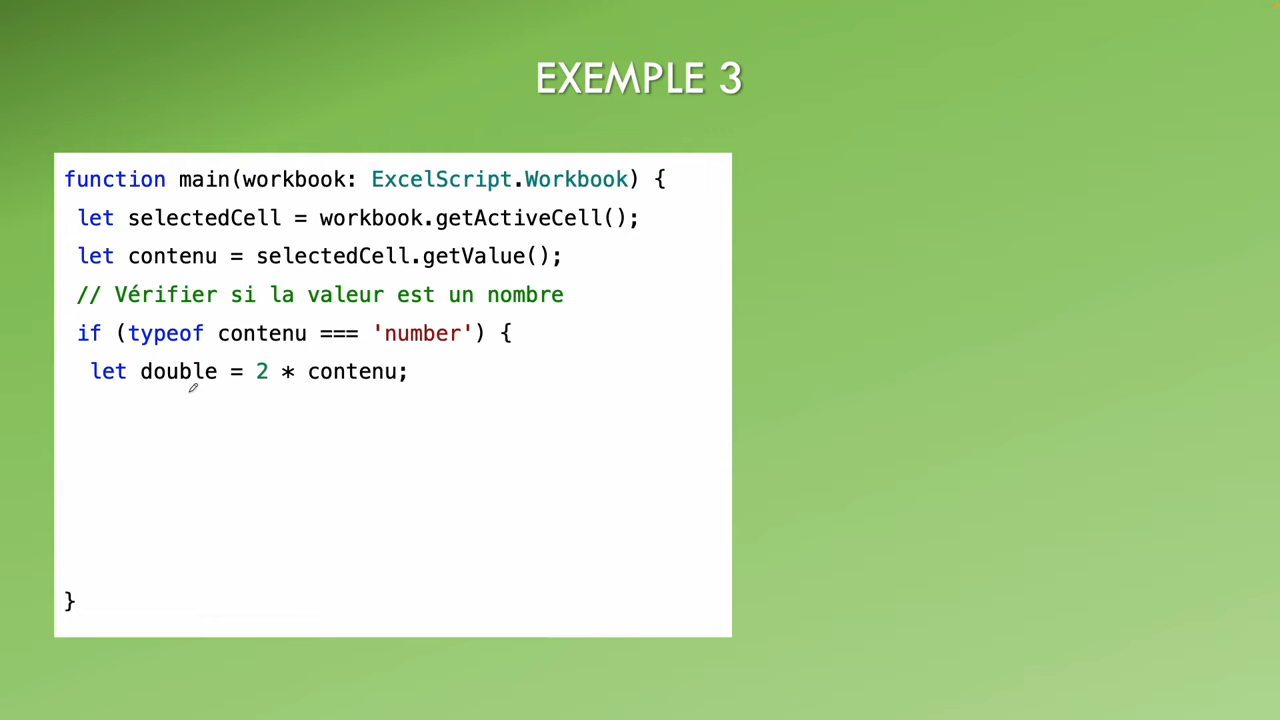 EXEMPLE 3
function main(workbook: ExcelScript.Workbook) {
let selectedCell = workbook.getActiveCell();
let contenu = selectedCell.getValue();
// Vérifier si la valeur est un nombre
if (typeof contenu === 'number') {
let double = 2 * contenu;
}